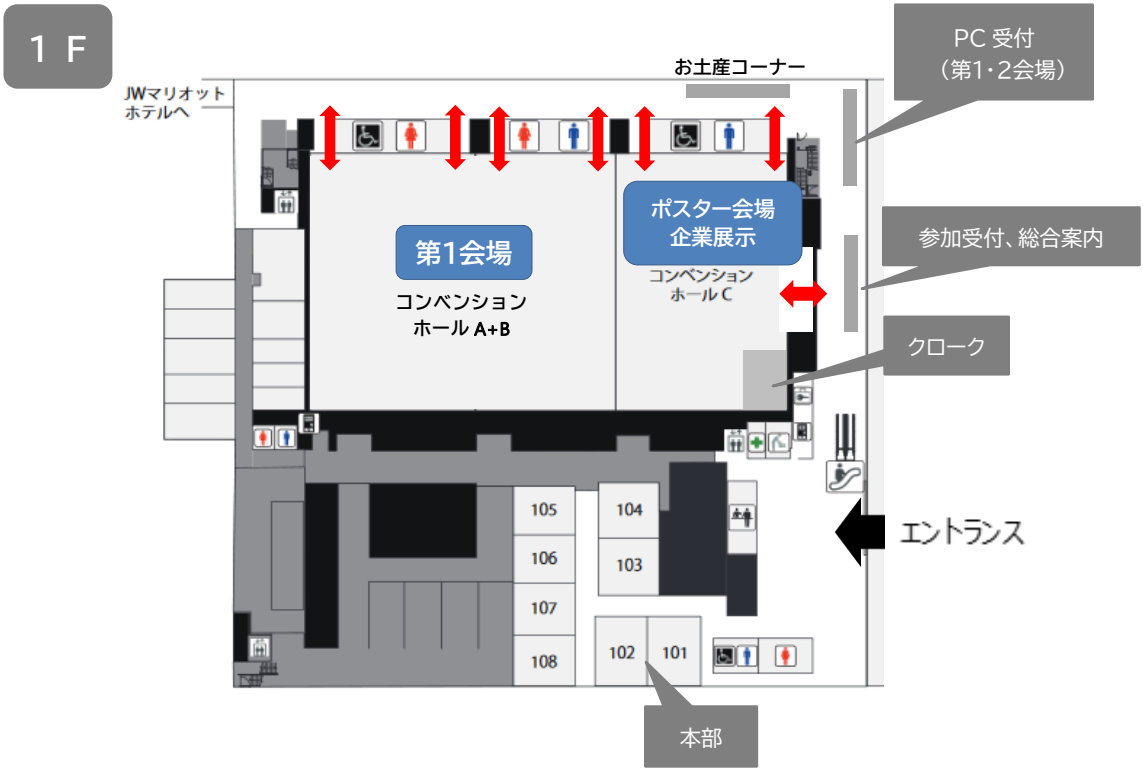 1 F
PC 受付
（第1・2会場）
お土産コーナー
JWマリオット
ホテルへ
ポスター会場
企業展示
参加受付、総合案内
第1会場
コンベンション
ホール C
コンベンション
ホール A+B
クローク
105
104
106
103
エントランス
107
108
102
101
本部